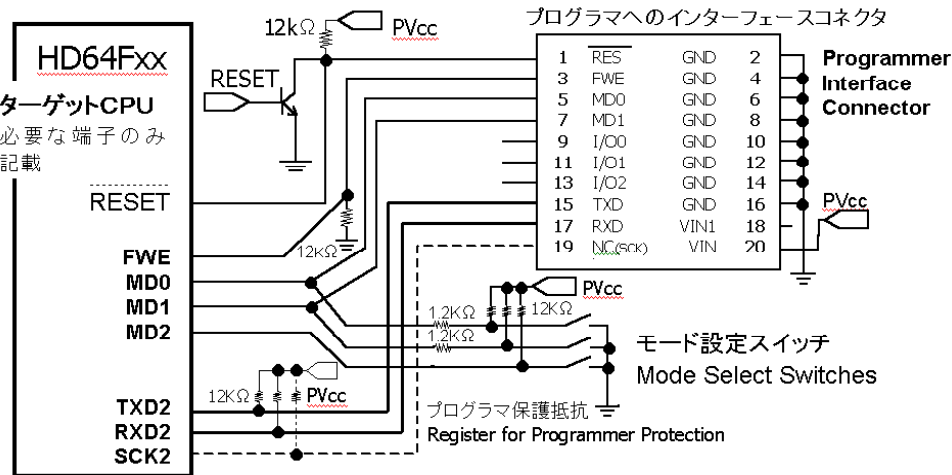 プログラマへのインターフェースコネクタ
12kΩ
PVcc
HD64Fxx
ターゲットCPU
必要な端子のみ
記載
RESET
RESET
FWE
MD0
MD1
MD2
TXD2
RXD2
SCK2
1 RES GND 2
3 FWE GND 4
5 MD0 GND 6
7 MD1 GND 8
9 I/O0 GND 10
11 I/O1 GND 12
13 I/O2 GND 14
15 TXD GND 16
17 RXD VIN1 18
19 NC(SCK) VIN 20
Programmer
Interface
Connector
PVcc
12KΩ
PVcc
1.2KΩ
12KΩ
1.2KΩ
モード設定スイッチ
Mode Select Switches
12KΩ
PVcc
プログラマ保護抵抗
Register for Programmer Protection